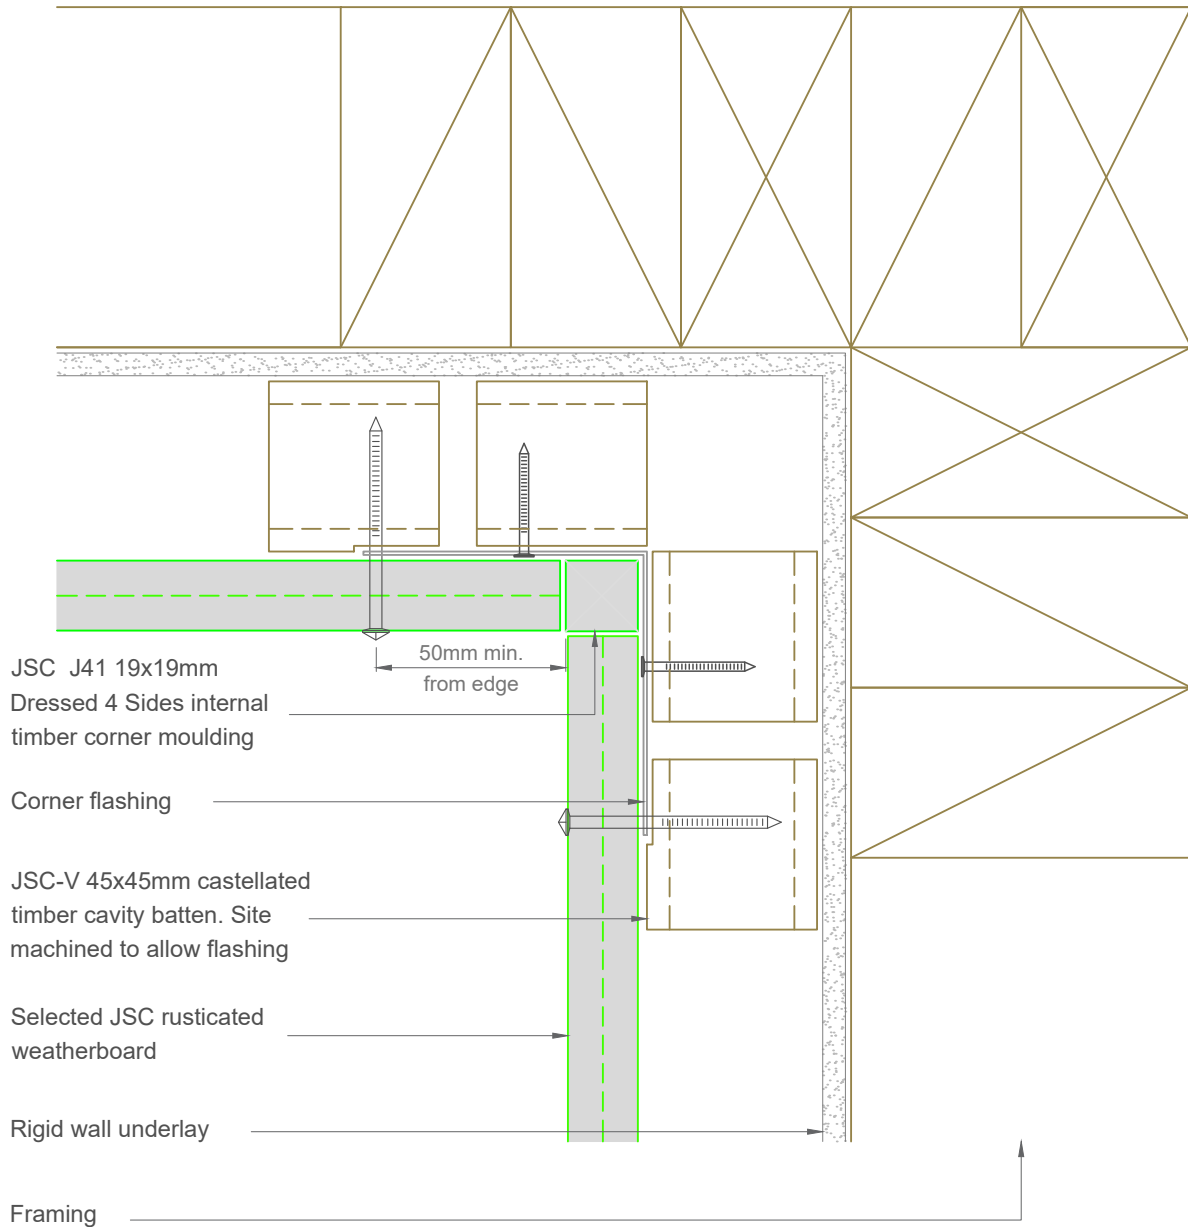 50mm min.
from edge
JSC J41 19x19mm
Dressed 4 Sides internal
timber corner moulding
Corner flashing
JSC-V 45x45mm castellated
timber cavity batten. Site
machined to allow flashing
Selected JSC rusticated
weatherboard
Rigid wall underlay
Framing